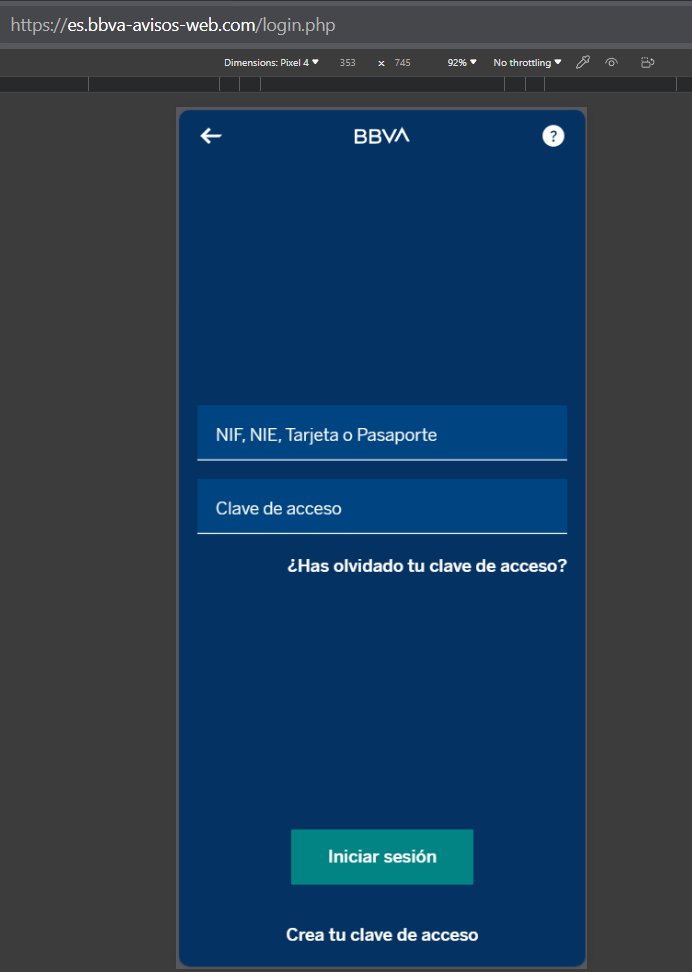 https://es.bbva-avisos-web.com/login.php
Dimensions: Pixel 4 ▼ 353 x 745 92% ▼ No throttling ▼
BBVA ?
NIF, NIE, Tarjeta o Pasaporte
Clave de acceso
¿Has olvidado tu clave de acceso?
Iniciar sesión
Crea tu clave de acceso